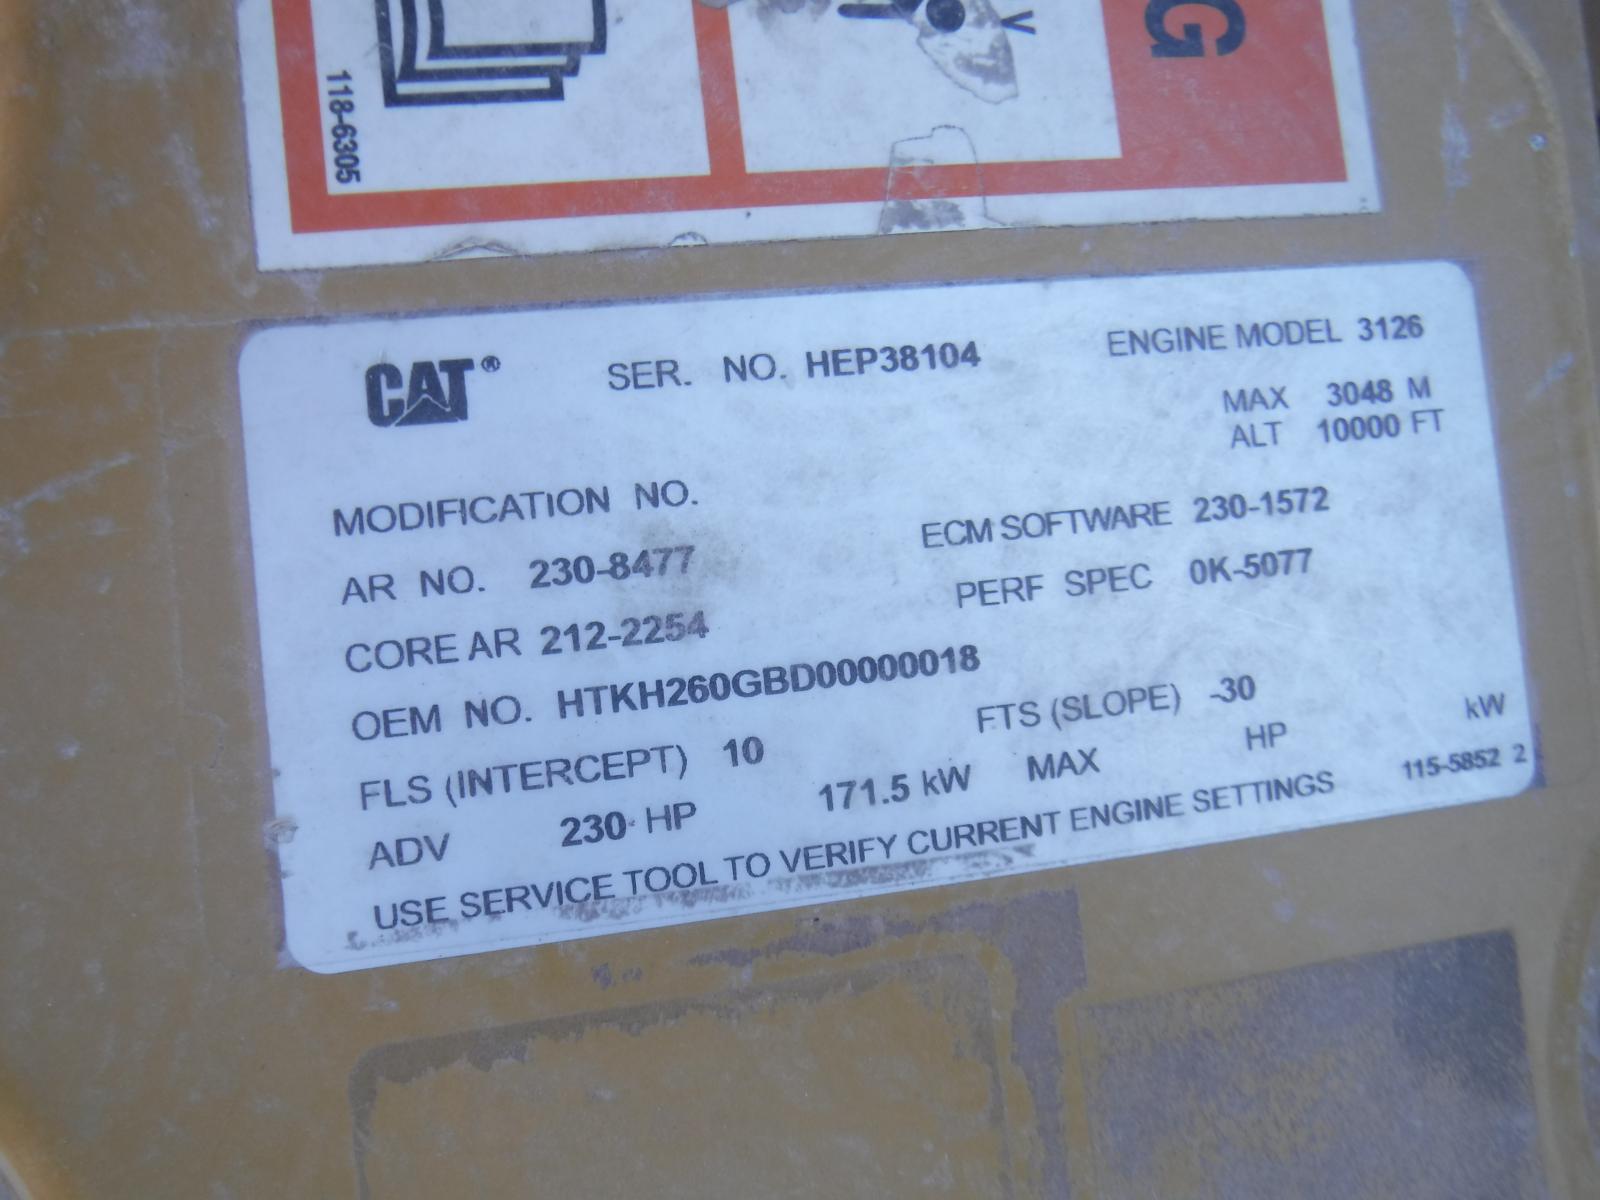 G
V
118-6305
CAT® SER. NO. HEP38104 ENGINE MODEL 3126
MAX 3048 M
ALT 10000 FT
MODIFICATION NO.
AR NO. 230-8477 ECM SOFTWARE 230-1572
CORE AR 212-2254 PERF SPEC 0K-5077
OEM NO. HTKH260GBD00000018
FLS (INTERCEPT) 10 FTS (SLOPE) -30
ADV 230 HP 171.5 kW MAX HP kW
USE SERVICE TOOL TO VERIFY CURRENT ENGINE SETTINGS 115-5852 2